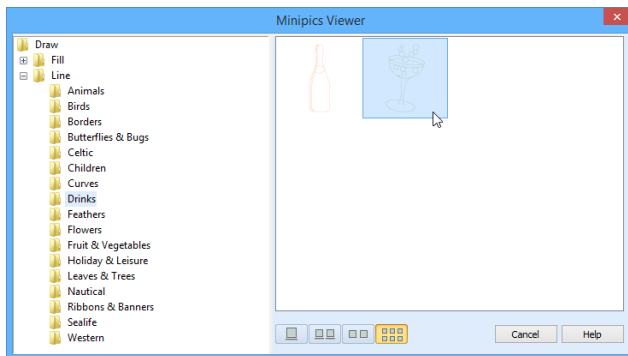 Minipics Viewer
Draw
Fill
Line
Animals
Birds
Borders
Butterflies & Bugs
Celtic
Children
Curves
Drinks
Feathers
Flowers
Fruit & Vegetables
Holiday & Leisure
Leaves & Trees
Nautical
Ribbons & Banners
Sealife
Western
Cancel
Help